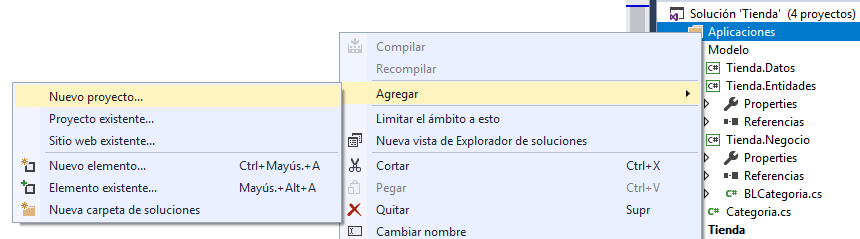 Nuevo proyecto...
Proyecto existente...
Sitio web existente...
Nuevo elemento... Ctrl+Mayús.+A
Elemento existente... Mayús.+Alt+A
Nueva carpeta de soluciones
Compilar
Recompilar
Agregar
Limitar el ámbito a esto
Nueva vista de Explorador de soluciones
Cortar Ctrl+X
Pegar Ctrl+V
Quitar Supr
Cambiar nombre
Solución 'Tienda' (4 proyectos)
Aplicaciones
Modelo
C# Tienda.Datos
C# Tienda.Entidades
Properties
Referencias
C# Tienda.Negocio
Properties
Referencias
C# BLCategoria.cs
C# Categoria.cs
Tienda